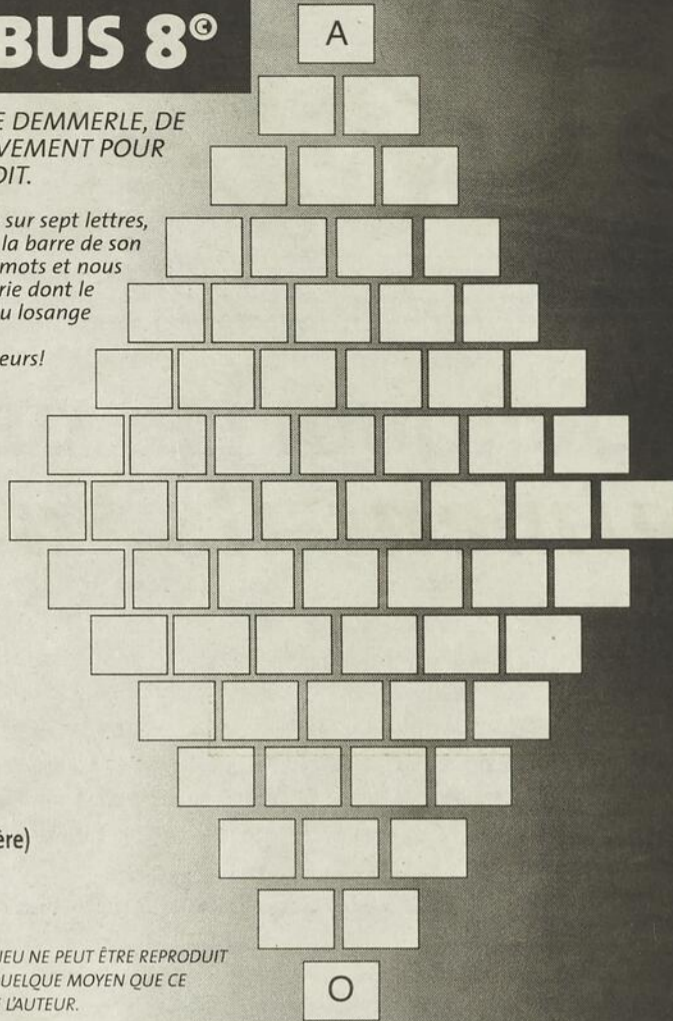 BUS 8©
A
E DEMMERLE, DE
VEMENT POUR
DIT.
sur sept lettres,
la barre de son
mots et nous
rie dont le
u losange
eurs!
ère)
IEU NE PEUT ÊTRE REPRODUIT
UELQUE MOYEN QUE CE
E L'AUTEUR.
O